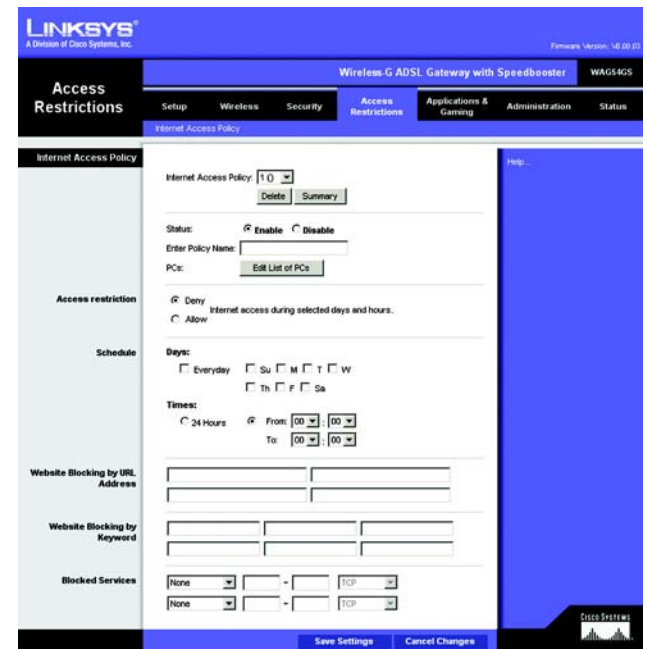 LINKSYS®
A Division of Cisco Systems, Inc.
Firmware Version: V0.00.03
Wireless-G ADSL Gateway with Speedbooster WAG54GS
Access Restrictions
Setup Wireless Security Access Restrictions Applications & Gaming Administration Status
Internet Access Policy
Internet Access Policy
Help...
Internet Access Policy: 1 0
Delete Summary
Status: Enable Disable
Enter Policy Name:
PCs: Edit List of PCs
Access restriction
Deny
Internet access during selected days and hours.
Allow
Schedule
Days:
Everyday Su M T W
Th F Sa
Times:
24 Hours From: 00 : 00
To: 00 : 00
Website Blocking by URL Address
Website Blocking by Keyword
Blocked Services
None - TCP
None - TCP
CISCO SYSTEMS
Save Settings Cancel Changes